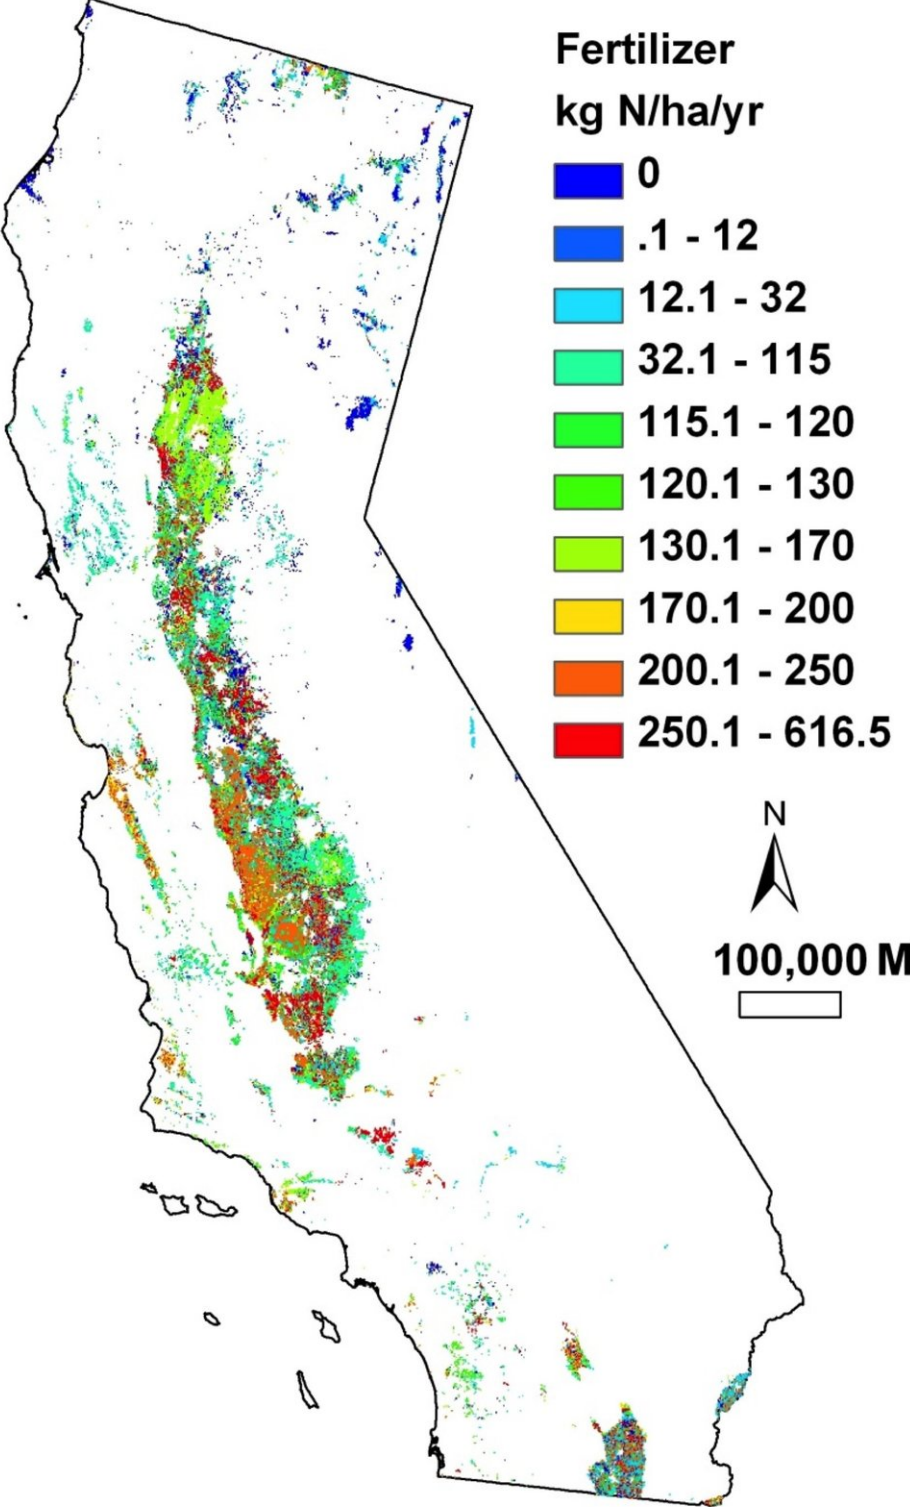 Fertilizer
kg N/ha/yr
0
.1 - 12
12.1 - 32
32.1 - 115
115.1 - 120
120.1 - 130
130.1 - 170
170.1 - 200
200.1 - 250
250.1 - 616.5
N
100,000 M